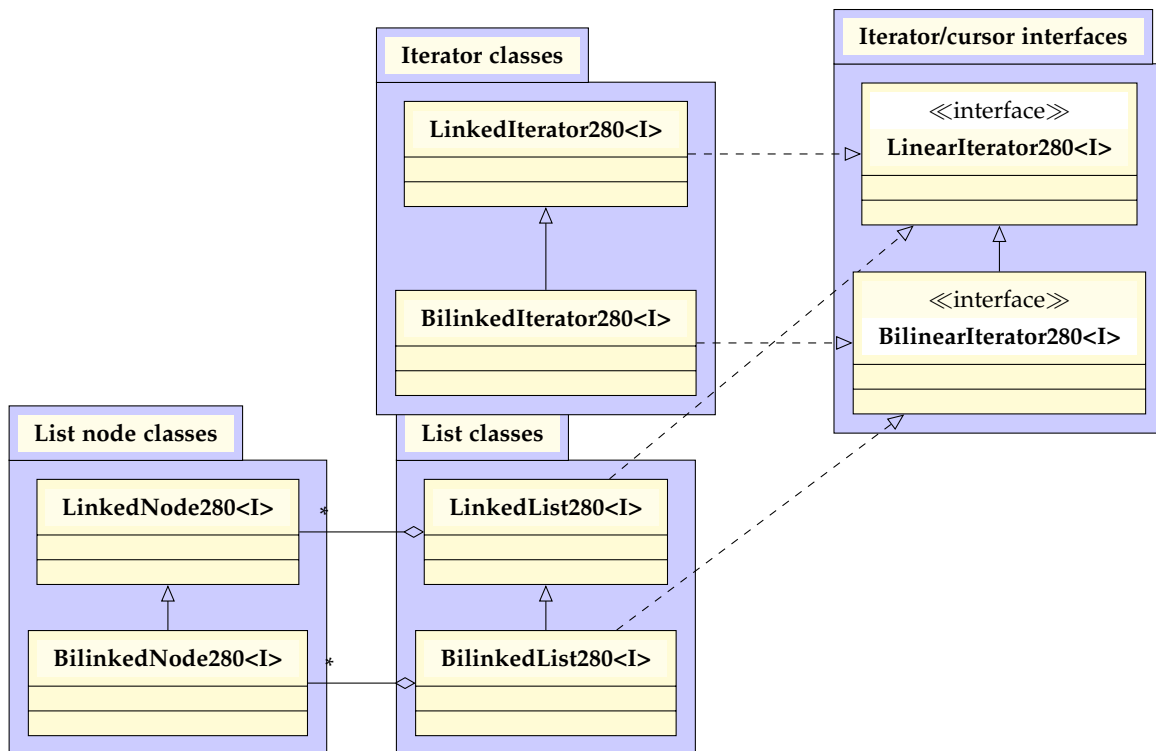 Iterator/cursor interfaces
Iterator classes
≪interface≫
LinearIterator280<I>
LinkedIterator280<I>
≪interface≫
BilinearIterator280<I>
BilinkedIterator280<I>
List node classes
List classes
LinkedNode280<I>
*
LinkedList280<I>
BilinkedNode280<I>
*
BilinkedList280<I>